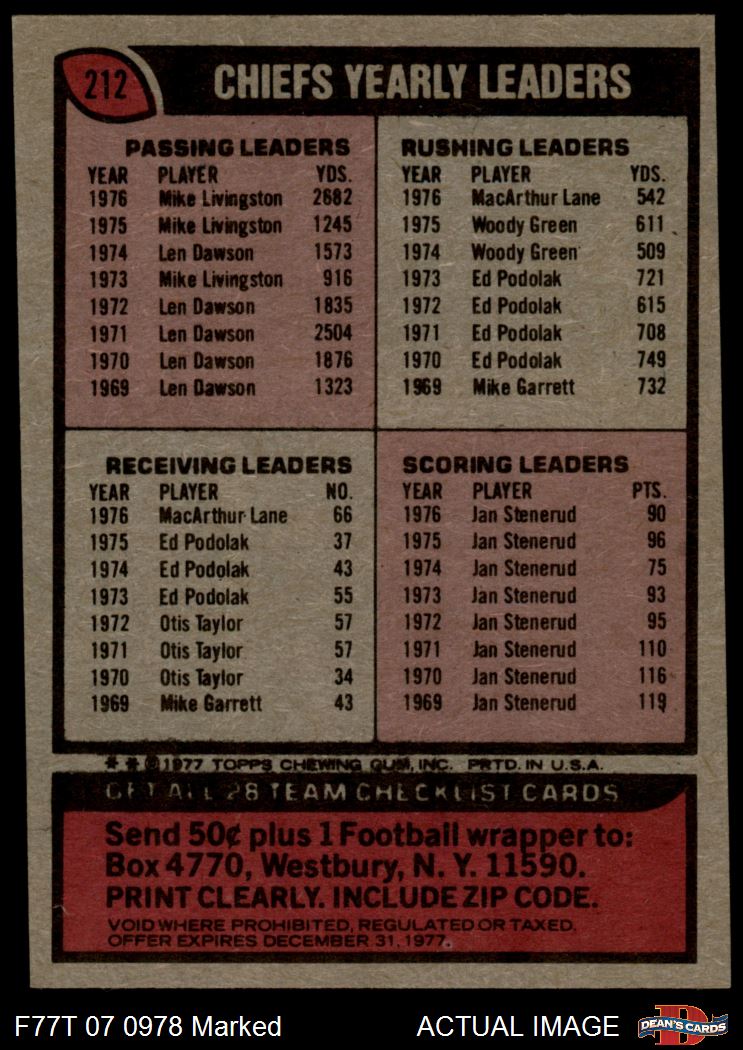 212
CHIEFS YEARLY LEADERS
PASSING LEADERS
YEAR PLAYER YDS.
1976 Mike Livingston 2682
1975 Mike Livingston 1245
1974 Len Dawson 1573
1973 Mike Livingston 916
1972 Len Dawson 1835
1971 Len Dawson 2504
1970 Len Dawson 1876
1969 Len Dawson 1323
RUSHING LEADERS
YEAR PLAYER YDS.
1976 MacArthur Lane 542
1975 Woody Green 611
1974 Woody Green 509
1973 Ed Podolak 721
1972 Ed Podolak 615
1971 Ed Podolak 708
1970 Ed Podolak 749
1969 Mike Garrett 732
RECEIVING LEADERS
YEAR PLAYER NO.
1976 MacArthur Lane 66
1975 Ed Podolak 37
1974 Ed Podolak 43
1973 Ed Podolak 55
1972 Otis Taylor 57
1971 Otis Taylor 57
1970 Otis Taylor 34
1969 Mike Garrett 43
SCORING LEADERS
YEAR PLAYER PTS.
1976 Jan Stenerud 90
1975 Jan Stenerud 96
1974 Jan Stenerud 75
1973 Jan Stenerud 93
1972 Jan Stenerud 95
1971 Jan Stenerud 110
1970 Jan Stenerud 116
1969 Jan Stenerud 119
* * ©1977 TOPPS CHEWING GUM, INC. PRTD. IN U.S.A.
GET ALL 28 TEAM CHECKLIST CARDS
Send 50¢ plus 1 Football wrapper to:
Box 4770, Westbury, N. Y. 11590.
PRINT CLEARLY. INCLUDE ZIP CODE.
VOID WHERE PROHIBITED, REGULATED OR TAXED.
OFFER EXPIRES DECEMBER 31, 1977.
F77T 07 0978 Marked
ACTUAL IMAGE
D
DEAN'S CARDS